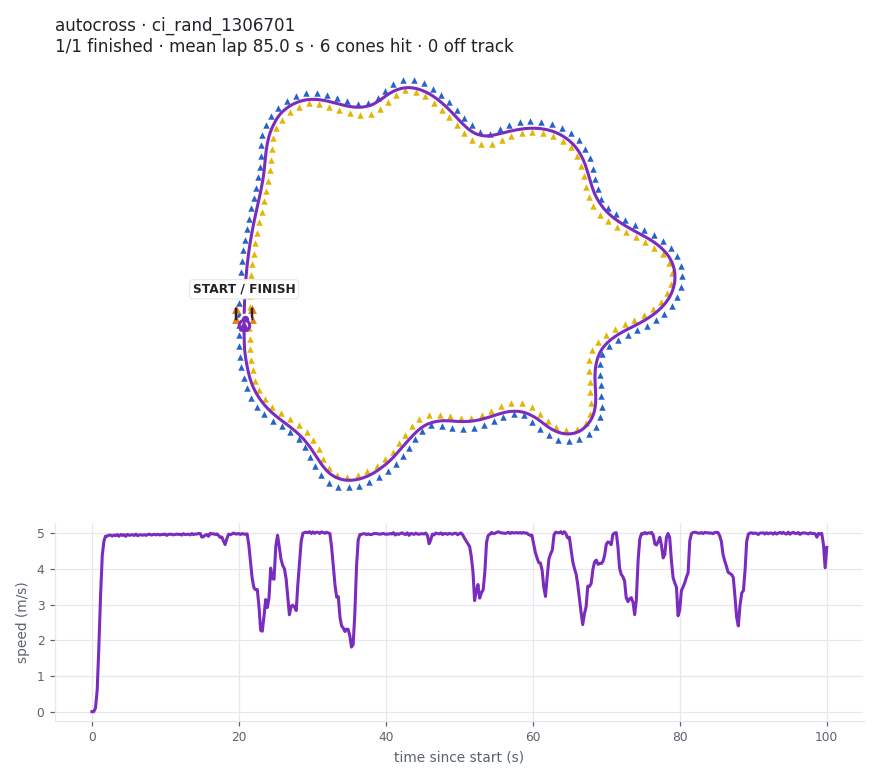 autocross · ci_rand_1306701
1/1 finished · mean lap 85.0 s · 6 cones hit · 0 off track
START / FINISH
5
4
3
2
1
0
speed (m/s)
0 20 40 60 80 100
time since start (s)